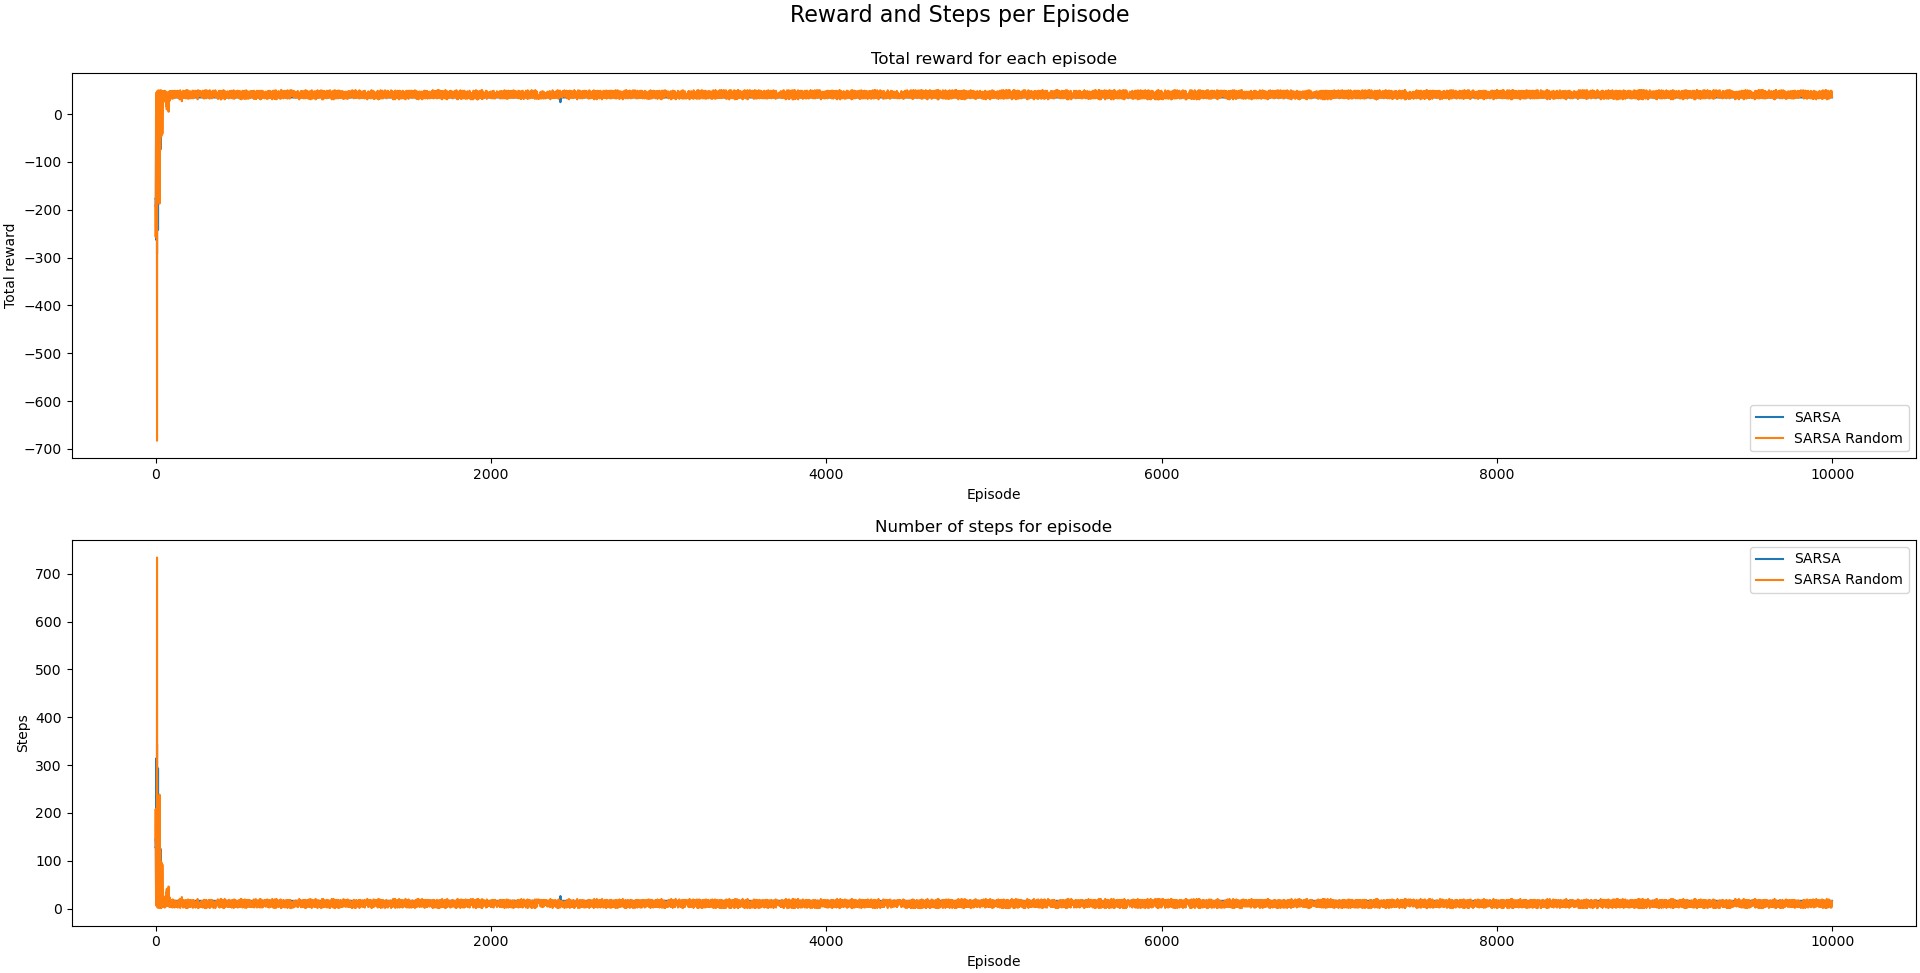 Reward and Steps per Episode
Total reward for each episode
Total reward
0
−100
−200
−300
−400
−500
−600
−700
SARSA
SARSA Random
0 2000 4000 6000 8000 10000
Episode
Number of steps for episode
Steps
700
600
500
400
300
200
100
0
SARSA
SARSA Random
0 2000 4000 6000 8000 10000
Episode